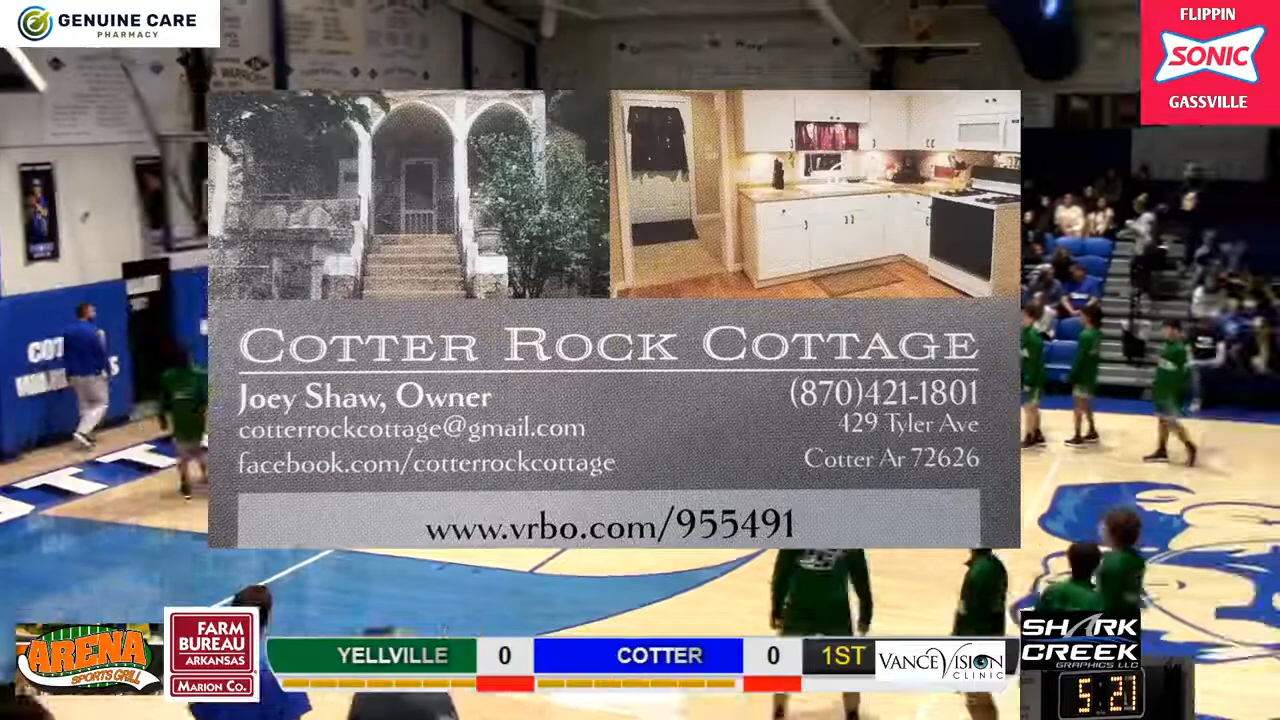 GENUINE CARE
PHARMACY
FLIPPIN
SONIC
GASSVILLE
COTTER ROCK COTTAGE
Joey Shaw, Owner
(870)421-1801
cotterrockcottage@gmail.com
429 Tyler Ave
facebook.com/cotterrockcottage
Cotter Ar 72626
www.vrbo.com/955491
ARENA
SPORTS GRILL
FARM
BUREAU
ARKANSAS
MARION CO.
YELLVILLE 0 COTTER 0 1ST
VANCE VISION
CLINIC
SHARK
CREEK
GRAPHICS LLC
5:21